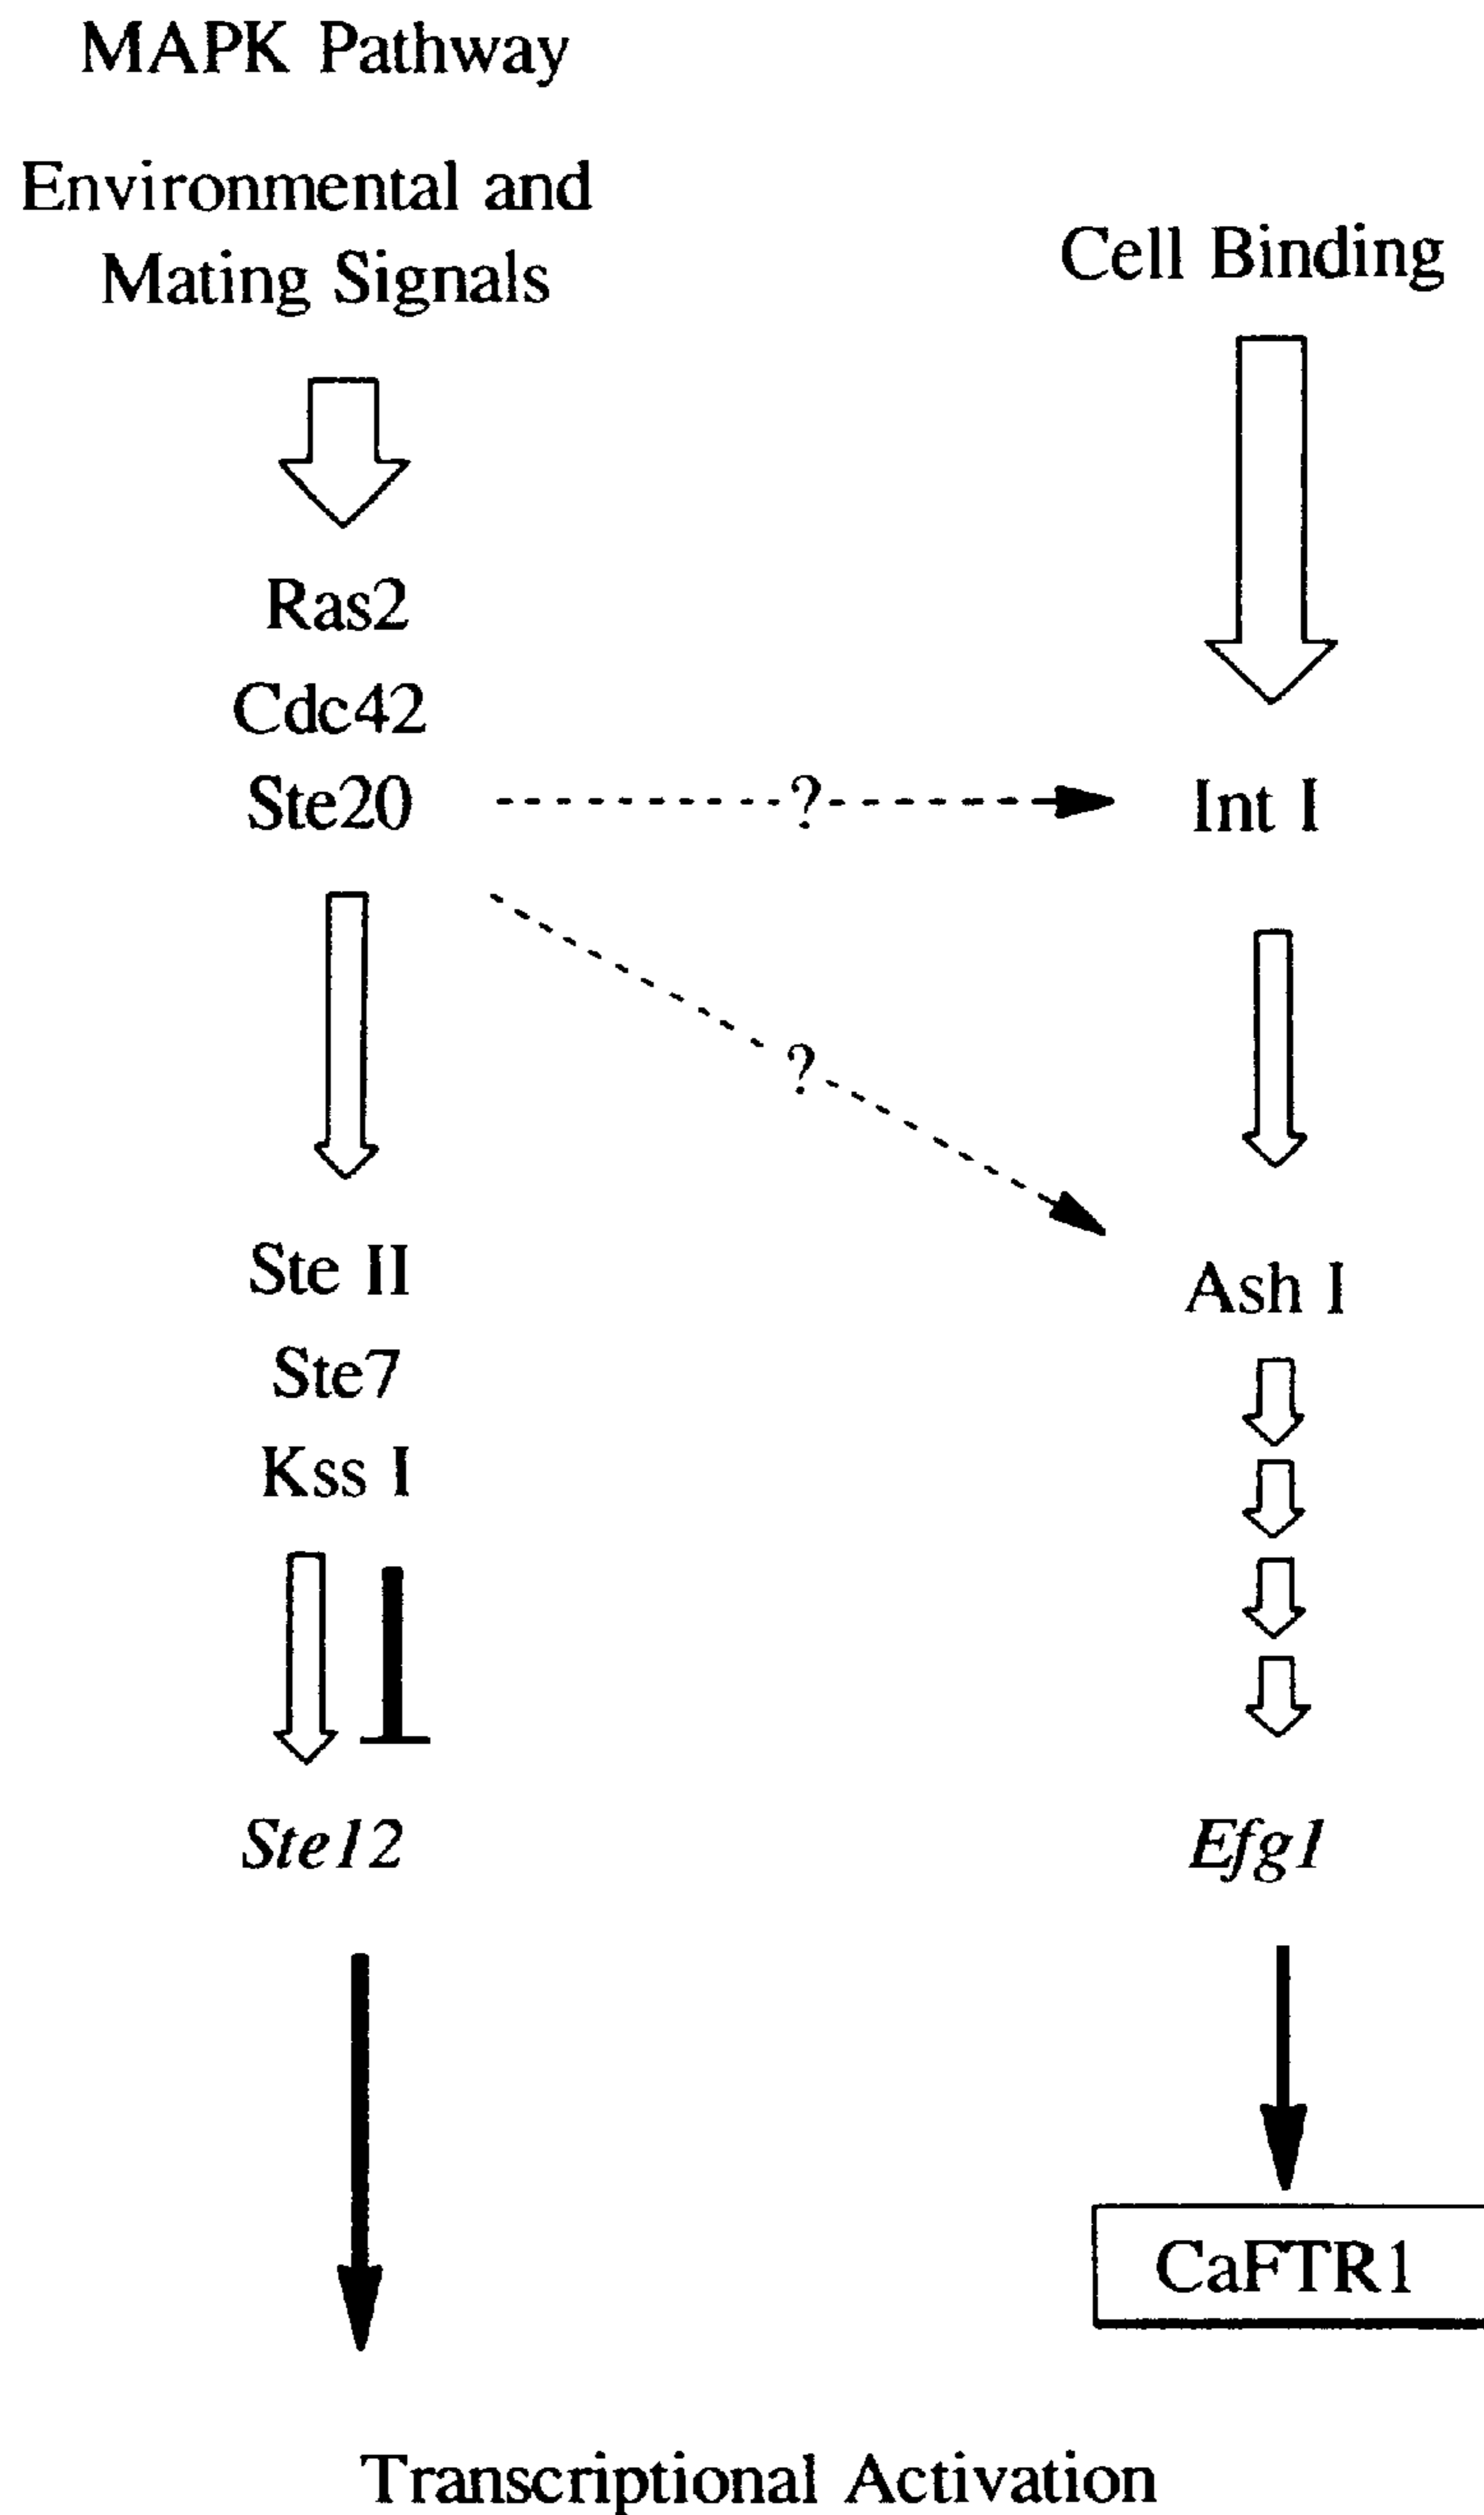 MAPK Pathway
Environmental and
Mating Signals
Cell Binding
Ras2
Cdc42
Ste20
?
Int I
?
Ste II
Ste7
Kss I
Ash I
Ste12
Efg1
CaFTR1
Transcriptional Activation